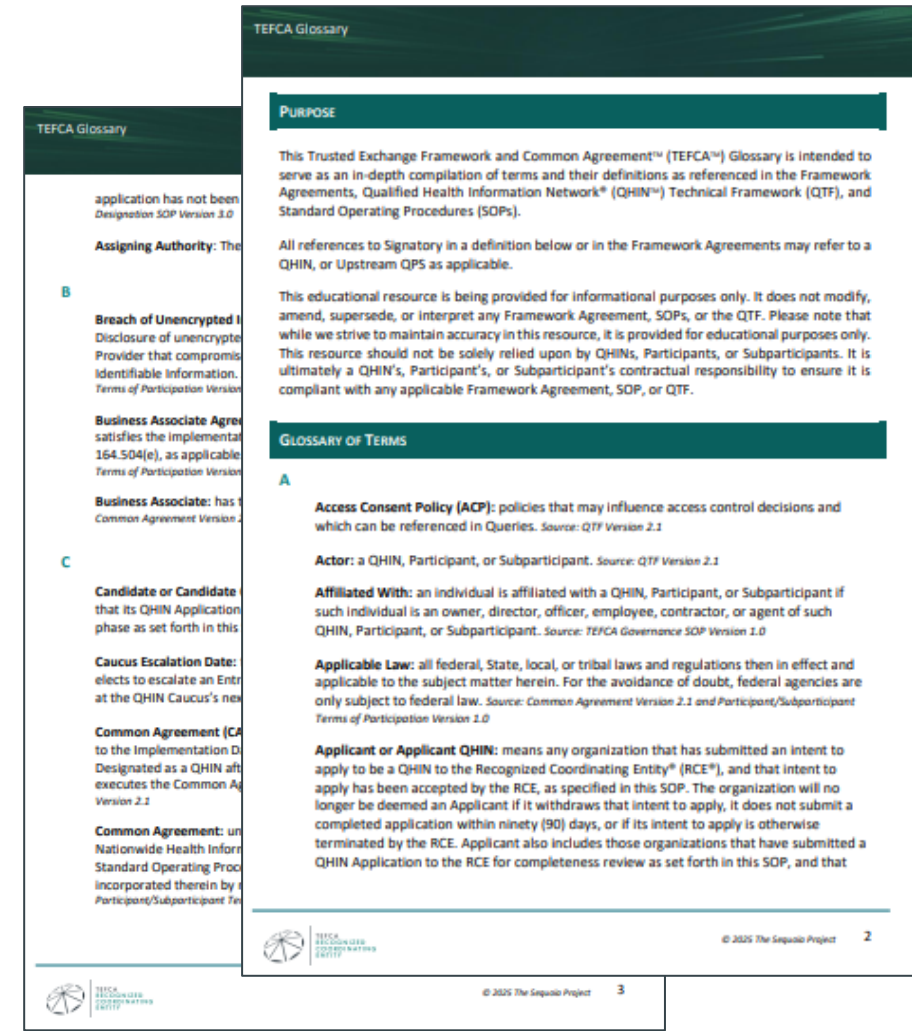 TEFCA Glossary
PURPOSE
This Trusted Exchange Framework and Common Agreement™ (TEFCA™) Glossary is intended to
serve as an in-depth compilation of terms and their definitions as referenced in the Framework
Agreements, Qualified Health Information Network® (QHIN™) Technical Framework (QTF), and
Standard Operating Procedures (SOPs).
All references to Signatory in a definition below or in the Framework Agreements may refer to a
QHIN, or Upstream QPS as applicable.
This educational resource is being provided for informational purposes only. It does not modify,
amend, supersede, or interpret any Framework Agreement, SOPs, or the QTF. Please note that
while we strive to maintain accuracy in this resource, it is provided for educational purposes only.
This resource should not be solely relied upon by QHINs, Participants, or Subparticipants. It is
ultimately a QHIN's, Participant's, or Subparticipant's contractual responsibility to ensure it is
compliant with any applicable Framework Agreement, SOP, or QTF.
GLOSSARY OF TERMS
A
Access Consent Policy (ACP): policies that may influence access control decisions and
which can be referenced in Queries. Source: QTF Version 2.1
Actor: a QHIN, Participant, or Subparticipant. Source: QTF Version 2.1
Affiliated With: an individual is affiliated with a QHIN, Participant, or Subparticipant if
such individual is an owner, director, officer, employee, contractor, or agent of such
QHIN, Participant, or Subparticipant. Source: TEFCA Governance SOP Version 1.0
Applicable Law: all federal, State, local, or tribal laws and regulations then in effect and
applicable to the subject matter herein. For the avoidance of doubt, federal agencies are
only subject to federal law. Source: Common Agreement Version 2.1 and Participant/Subparticipant
Terms of Participation Version 1.0
Applicant or Applicant QHIN: means any organization that has submitted an intent to
apply to be a QHIN to the Recognized Coordinating Entity® (RCE®), and that intent to
apply has been accepted by the RCE, as specified in this SOP. The organization will no
longer be deemed an Applicant if it withdraws that intent to apply, it does not submit a
completed application within ninety (90) days, or if its intent to apply is otherwise
terminated by the RCE. Applicant also includes those organizations that have submitted a
QHIN Application to the RCE for completeness review as set forth in this SOP, and that
TEFCA
RECOGNIZED
COORDINATING
ENTITY
© 2025 The Sequoia Project 2
TEFCA Glossary
application has not been
Designation SOP Version 3.0
Assigning Authority: The
B
Breach of Unencrypted
Disclosure of unencrypte
Provider that compromis
Identifiable Information.
Terms of Participation Version
Business Associate Agre
satisfies the implementat
164.504(e), as applicable
Terms of Participation Version
Business Associate: has
Common Agreement Version
C
Candidate or Candidate
that its QHIN Application
phase as set forth in this
Caucus Escalation Date:
elects to escalate an Entr
at the QHIN Caucus's nex
Common Agreement (CA
to the Implementation D
Designated as a QHIN aft
executes the Common Ag
Version 2.1
Common Agreement: un
Nationwide Health Inforr
Standard Operating Proc
incorporated therein by
Participant/Subparticipant Te
TEFCA
RECOGNIZED
COORDINATING
ENTITY
© 2025 The Sequoia Project 3